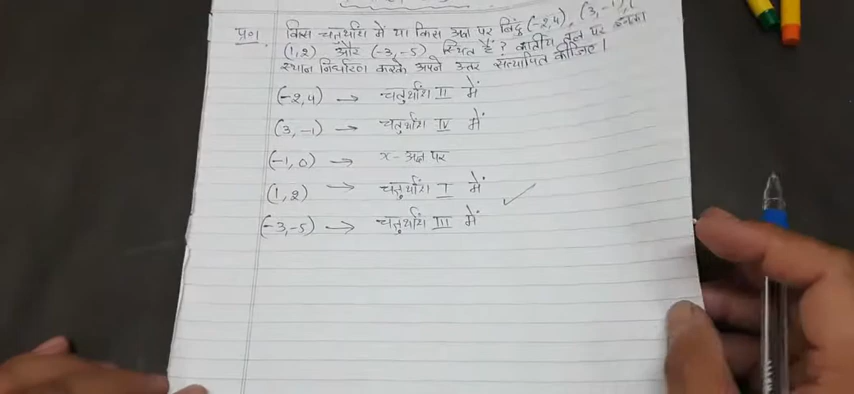 प्र०1 किस चतुर्थांश में या किस अक्ष पर बिंदु (-2,4), (3,-1),(
(1,2) और (-3,-5) स्थित हैं? कार्तीय तल पर इनका
स्थान निर्धारण करके अपने उत्तर सत्यापित कीजिए।
(-2,4) → चतुर्थांश II में
(3,-1) → चतुर्थांश IV में
(-1,0) → x-अक्ष पर
(1,2) → चतुर्थांश I में
(-3,-5) → चतुर्थांश III में